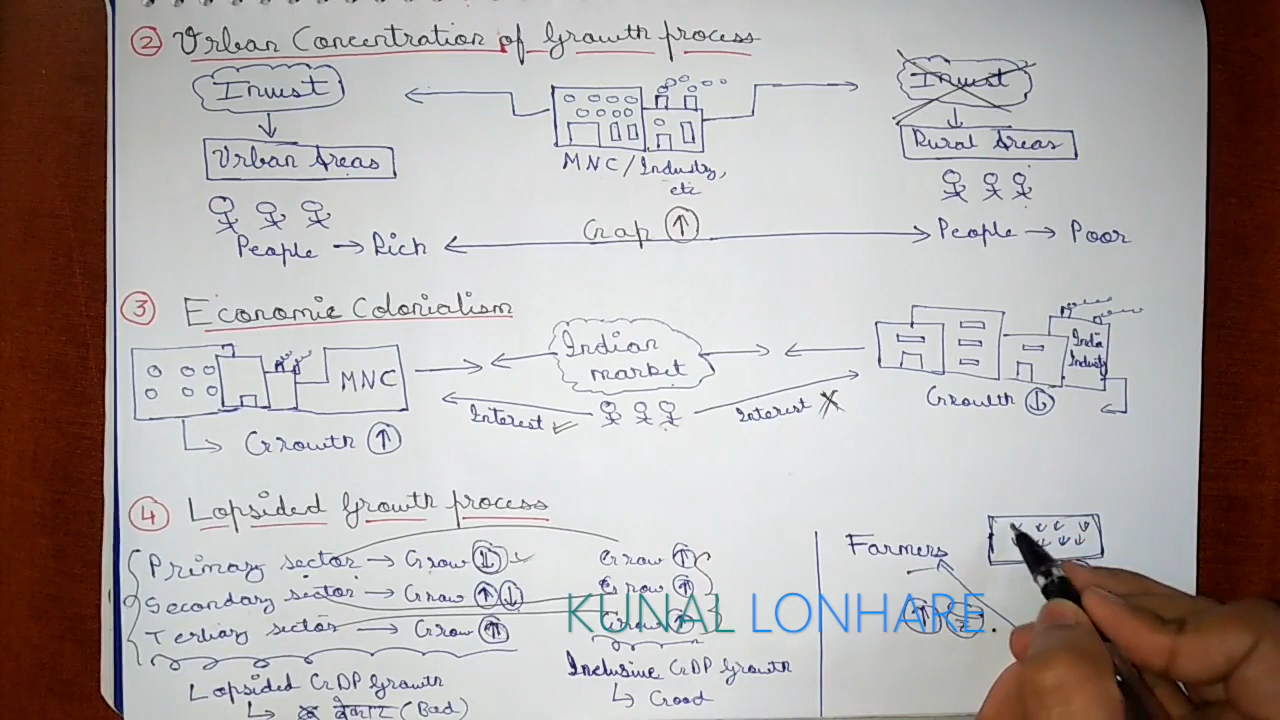 2 Urban Concentration of Growth process
Invest
Invest
Urban Areas
Rural Areas
MNC/Industry,
etc
People → Rich
Gap ↑
People → Poor
3 Economic Colonialism
MNC
Indian
market
India
Industry
Interest
Interest
Growth ↓
Growth ↑
4 Lopsided Growth process
Primary sector → Grow ↓
Grow ↑
Farmers
Secondary sector → Grow ↑ ↓
Grow ↑
Tertiary sector → Grow ↑
Grow ↑
KUNAL LONHARE.
Lopsided GDP Growth
↳ बेकार (Bad)
Inclusive GDP Growth
↳ Good